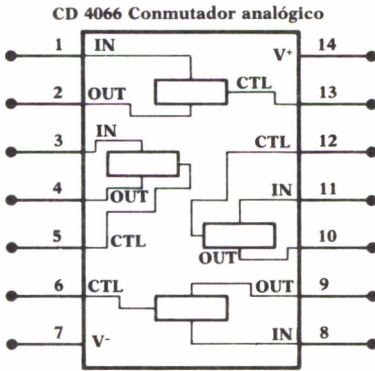 CD 4066 Conmutador analógico
1 IN V⁺ 14
2 OUT CTL 13
3 IN CTL 12
4 OUT IN 11
5 CTL OUT 10
6 CTL OUT 9
7 V⁻ IN 8